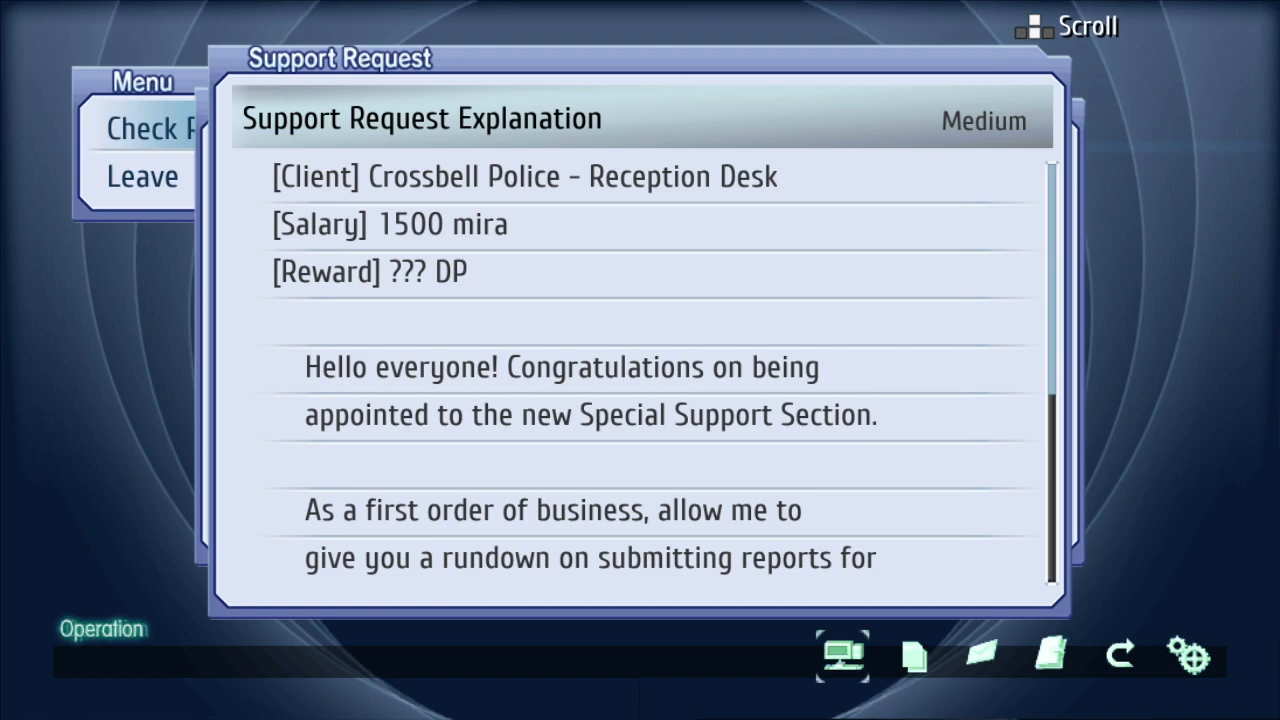 Scroll
Support Request
Menu
Support Request Explanation
Medium
Check
Leave
[Client] Crossbell Police - Reception Desk
[Salary] 1500 mira
[Reward] ??? DP
Hello everyone! Congratulations on being
appointed to the new Special Support Section.
As a first order of business, allow me to
give you a rundown on submitting reports for
Operation